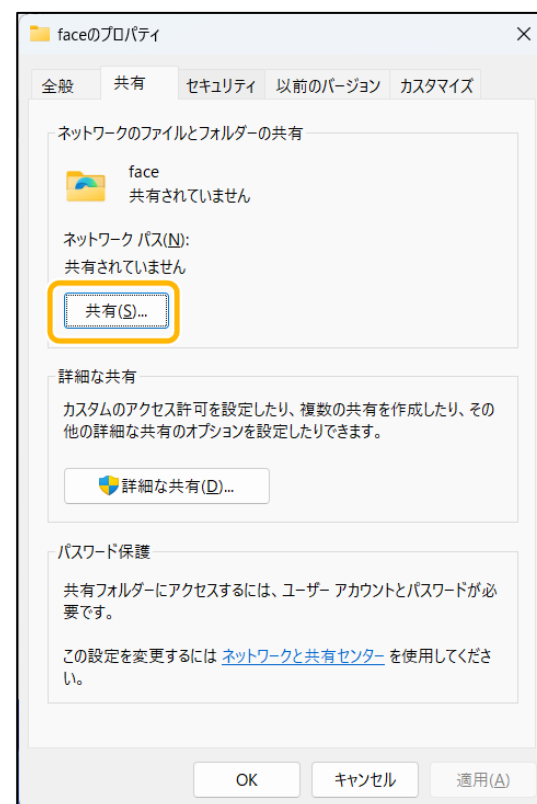 faceのプロパティ
全般 共有 セキュリティ 以前のバージョン カスタマイズ
ネットワークのファイルとフォルダーの共有
face
共有されていません
ネットワーク パス(N):
共有されていません
共有(S)...
詳細な共有
カスタムのアクセス許可を設定したり、複数の共有を作成したり、その
他の詳細な共有のオプションを設定したりできます。
詳細な共有(D)...
パスワード保護
共有フォルダーにアクセスするには、ユーザー アカウントとパスワードが必
要です。
この設定を変更するには ネットワークと共有センター を使用してくださ
い。
OK キャンセル 適用(A)